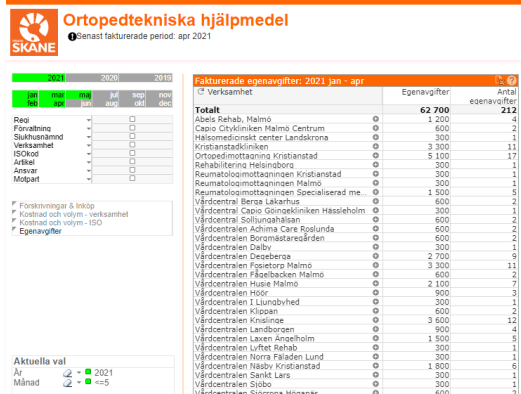 REGION SKÅNE
Ortopedtekniska hjälpmedel
Senast fakturerade period: apr 2021
2021 2020 2019
jan mar maj jul sep nov
feb apr jun aug okt dec
Regi
Förvaltning
Sjukhusnämnd
Verksamhet
ISOkod
Artikel
Ansvar
Motpart
Förskrivningar & Inköp
Kostnad och volym - verksamhet
Kostnad och volym - ISO
Egenavgifter
Aktuella val
År 2021
Månad <=5
Fakturerade egenavgifter: 2021 jan - apr
Verksamhet Egenavgifter Antal egenavgifter
Totalt 62 700 212
Abels Rehab, Malmö 1 200 4
Capio Citykliniken Malmö Centrum 600 2
Hälsomedicinskt center Landskrona 300 1
Kristianstadkliniken 3 300 11
Ortopedimottagning Kristianstad 5 100 17
Rehabilitering Helsingborg 300 1
Reumatologimottagningen Kristianstad 300 1
Reumatologimottagningen Malmö 300 1
Reumatologimottagningen Specialiserad me... 1 500 5
Vårdcentral Berga Läkarhus 600 2
Vårdcentral Capio Göingekliniken Hässleholm 300 1
Vårdcentral Solljungahälsan 600 2
Vårdcentralen Achima Care Roslunda 600 2
Vårdcentralen Borgmästaregården 600 2
Vårdcentralen Dalby 300 1
Vårdcentralen Degeberga 2 700 9
Vårdcentralen Fosietorp Malmö 3 300 11
Vårdcentralen Fågelbacken Malmö 600 2
Vårdcentralen Husie Malmö 2 100 7
Vårdcentralen Höör 900 3
Vårdcentralen I Ljungbyhed 300 1
Vårdcentralen Klippan 600 2
Vårdcentralen Knislinge 3 600 12
Vårdcentralen Landborgen 900 4
Vårdcentralen Laxen Ängelholm 1 500 5
Vårdcentralen Lyftet Rehab 300 1
Vårdcentralen Norra Fäladen Lund 300 1
Vårdcentralen Näsby Kristianstad 1 800 6
Vårdcentralen Sankt Lars 300 1
Vårdcentralen Sjöbo 300 1
Vårdcentralen Sjöcrona Höganäs 600 2